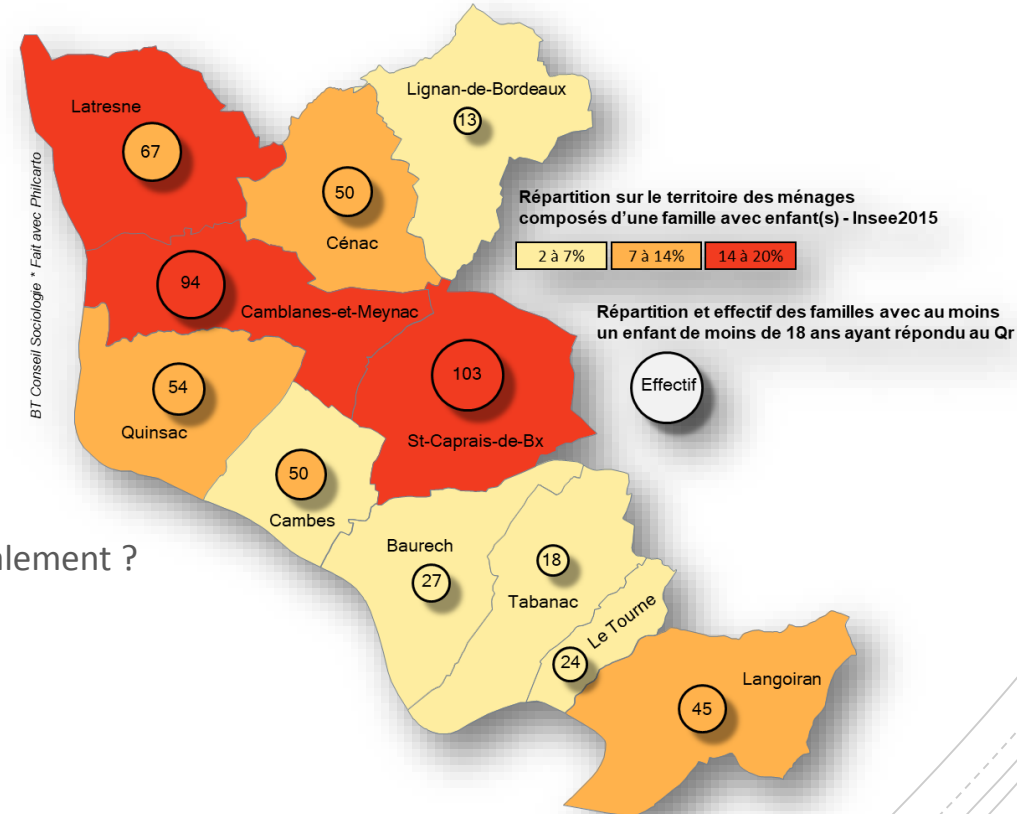 Lignan-de-Bordeaux
13
Latresne
67
50
Cénac
BT Conseil Sociologie * Fait avec Philcarto
Répartition sur le territoire des ménages
composés d'une famille avec enfant(s) - Insee2015
2 à 7%
7 à 14%
14 à 20%
94
Camblanes-et-Meynac
Répartition et effectif des familles avec au moins
un enfant de moins de 18 ans ayant répondu au Qr
Effectif
103
St-Caprais-de-Bx
54
Quinsac
50
Cambes
alement ?
Baurech
27
18
Tabanac
Le Tourne
24
Langoiran
45